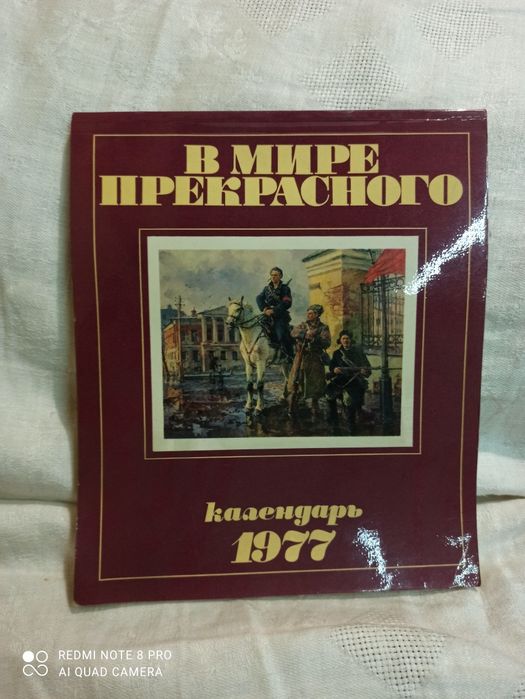 В МИРЕ
ПРЕКРАСНОГО
календарь
1977
REDMI NOTE 8 PRO
AI QUAD CAMERA